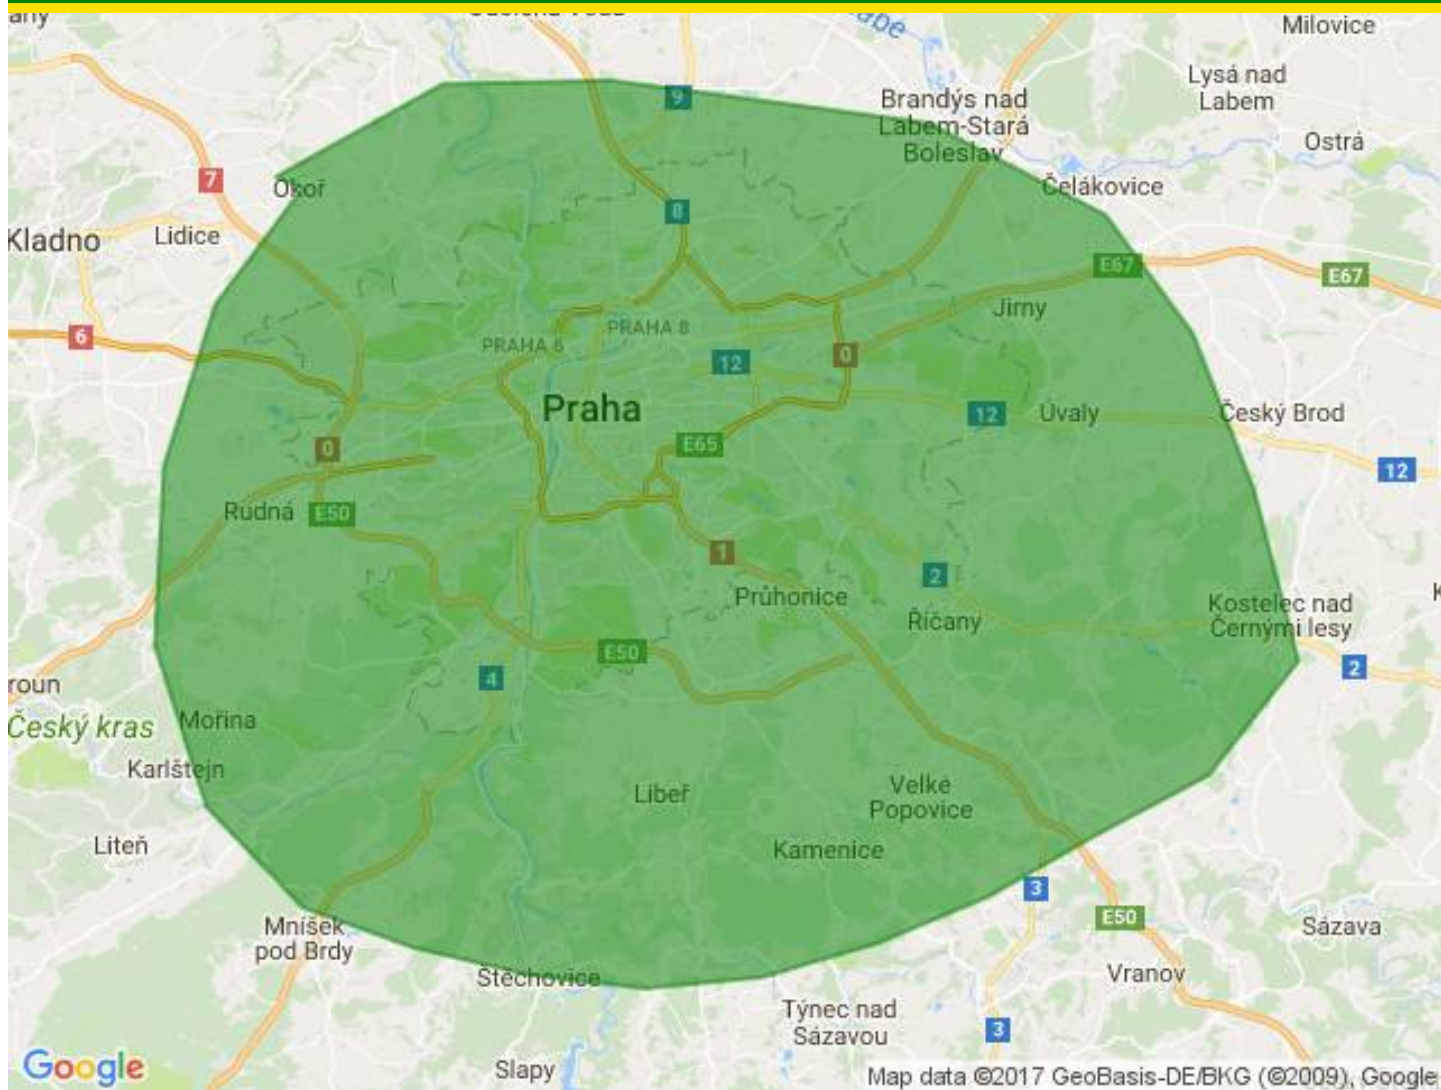 Milovice
Lysá nad
Labem
9
Brandýs nad
Labem-Stará
Boleslav
Ostrá
7
Okoř
Čelákovice
8
Kladno
Lidice
E67
E67
Jirny
6
PRAHA 8
PRAHA 6
0
12
Praha
12
Úvaly
Český Brod
E65
0
12
Rudná
E50
1
2
Průhonice
Říčany
Kostelec nad
Černými lesy
E50
2
4
roun
Český kras
Mořina
Karlštejn
Libeř
Velké
Popovice
Liteň
Kamenice
3
E50
Mníšek
pod Brdy
Sázava
Štěchovice
Vranov
Týnec nad
Sázavou
3
Google
Slapy
Map data ©2017 GeoBasis-DE/BKG (©2009), Google